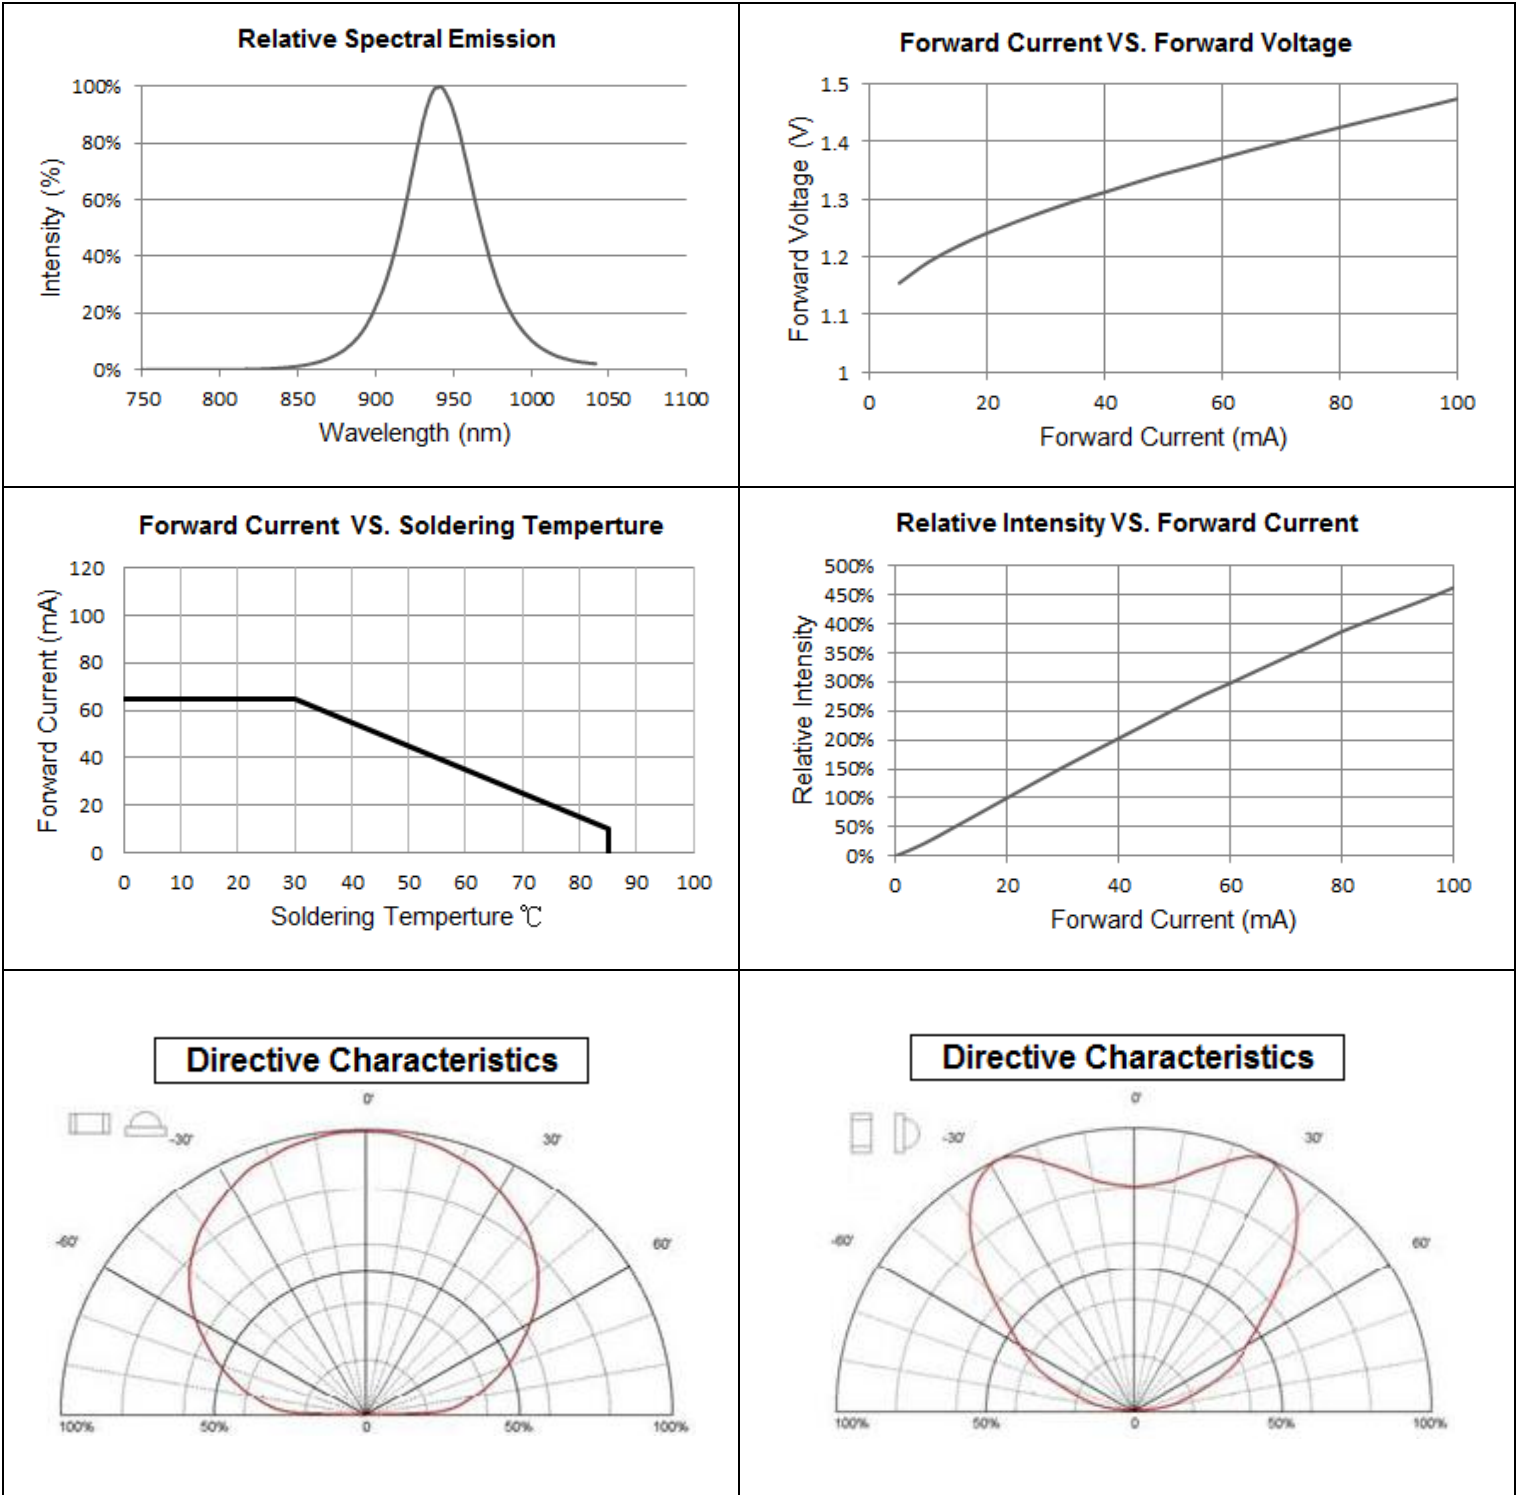 Relative Spectral Emission
100%
80%
60%
40%
20%
0%
Intensity (%)
750 800 850 900 950 1000 1050 1100
Wavelength (nm)
Forward Current VS. Forward Voltage
1.5
1.4
1.3
1.2
1.1
1
Forward Voltage (V)
0 20 40 60 80 100
Forward Current (mA)
Forward Current VS. Soldering Temperture
120
100
80
60
40
20
0
Forward Current (mA)
0 10 20 30 40 50 60 70 80 90 100
Soldering Temperture ℃
Relative Intensity VS. Forward Current
500%
450%
400%
350%
300%
250%
200%
150%
100%
50%
0%
Relative Intensity
0 20 40 60 80 100
Forward Current (mA)
Directive Characteristics
0'
-30' 30'
-60' 60'
100% 50% 0 50% 100%
Directive Characteristics
0'
-30' 30'
-60' 60'
100% 50% 0 50% 100%